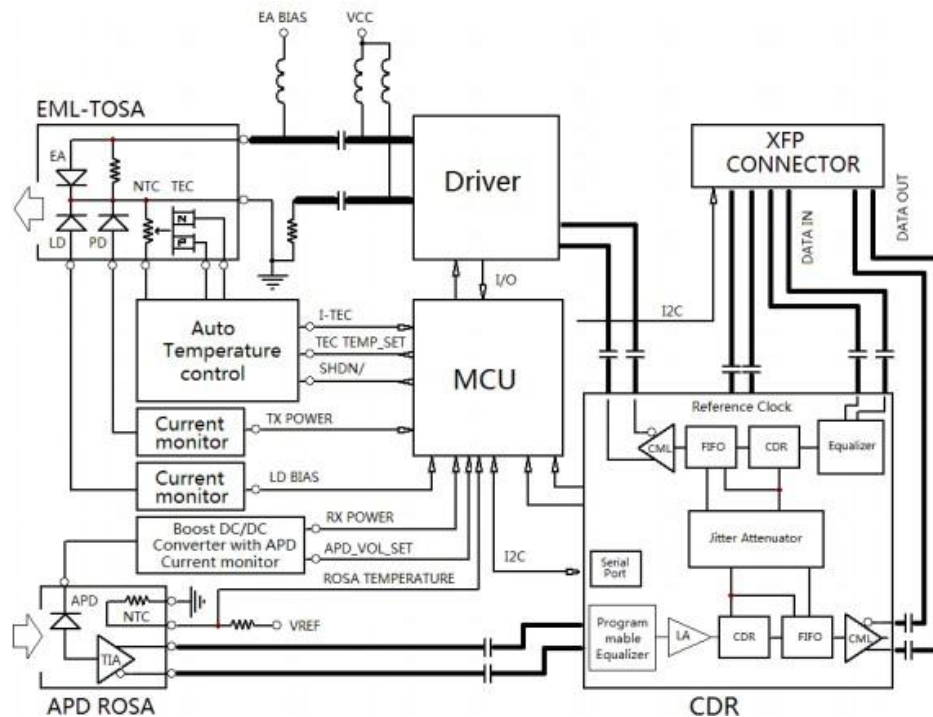 EA BIAS
VCC
EML-TOSA
EA
NTC TEC
LD
PD
N
P
Driver
XFP
CONNECTOR
DATA IN
DATA OUT
I/O
I2C
Auto
Temperature
control
I-TEC
TEC TEMP_SET
SHDN/
MCU
Current
monitor
TX POWER
Current
monitor
LD BIAS
Boost DC/DC
Converter with APD
Current monitor
RX POWER
APD_VOL_SET
ROSA TEMPERATURE
I2C
Reference Clock
CML
FIFO
CDR
Equalizer
Jitter Attenuator
Serial
Port
Program
mable
Equalizer
LA
CDR
FIFO
CML
APD
NTC
VREF
TIA
APD ROSA
CDR